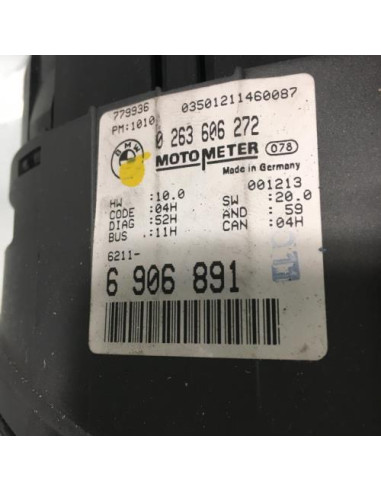 779936 03501211460087
PM:1010
BMW 0 263 606 272
MOTOMETER 078
Made in Germany
001213
HW :10.0 SW :20.0
CODE :04H AND : 59
DIAG :52H CAN :04H
BUS :11H
6211-
6 906 891